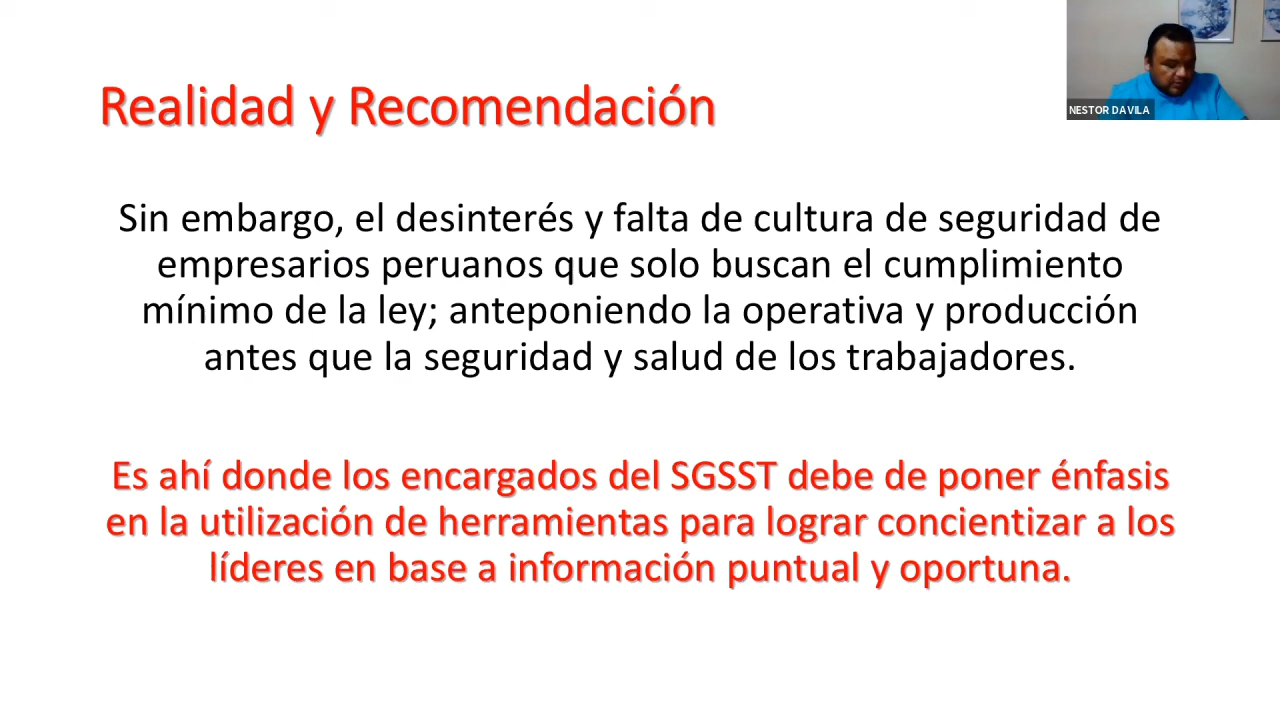 Realidad y Recomendación
NESTOR DAVILA
Sin embargo, el desinterés y falta de cultura de seguridad de
empresarios peruanos que solo buscan el cumplimiento
mínimo de la ley; anteponiendo la operativa y producción
antes que la seguridad y salud de los trabajadores.
Es ahí donde los encargados del SGSST debe de poner énfasis
en la utilización de herramientas para lograr concientizar a los
líderes en base a información puntual y oportuna.